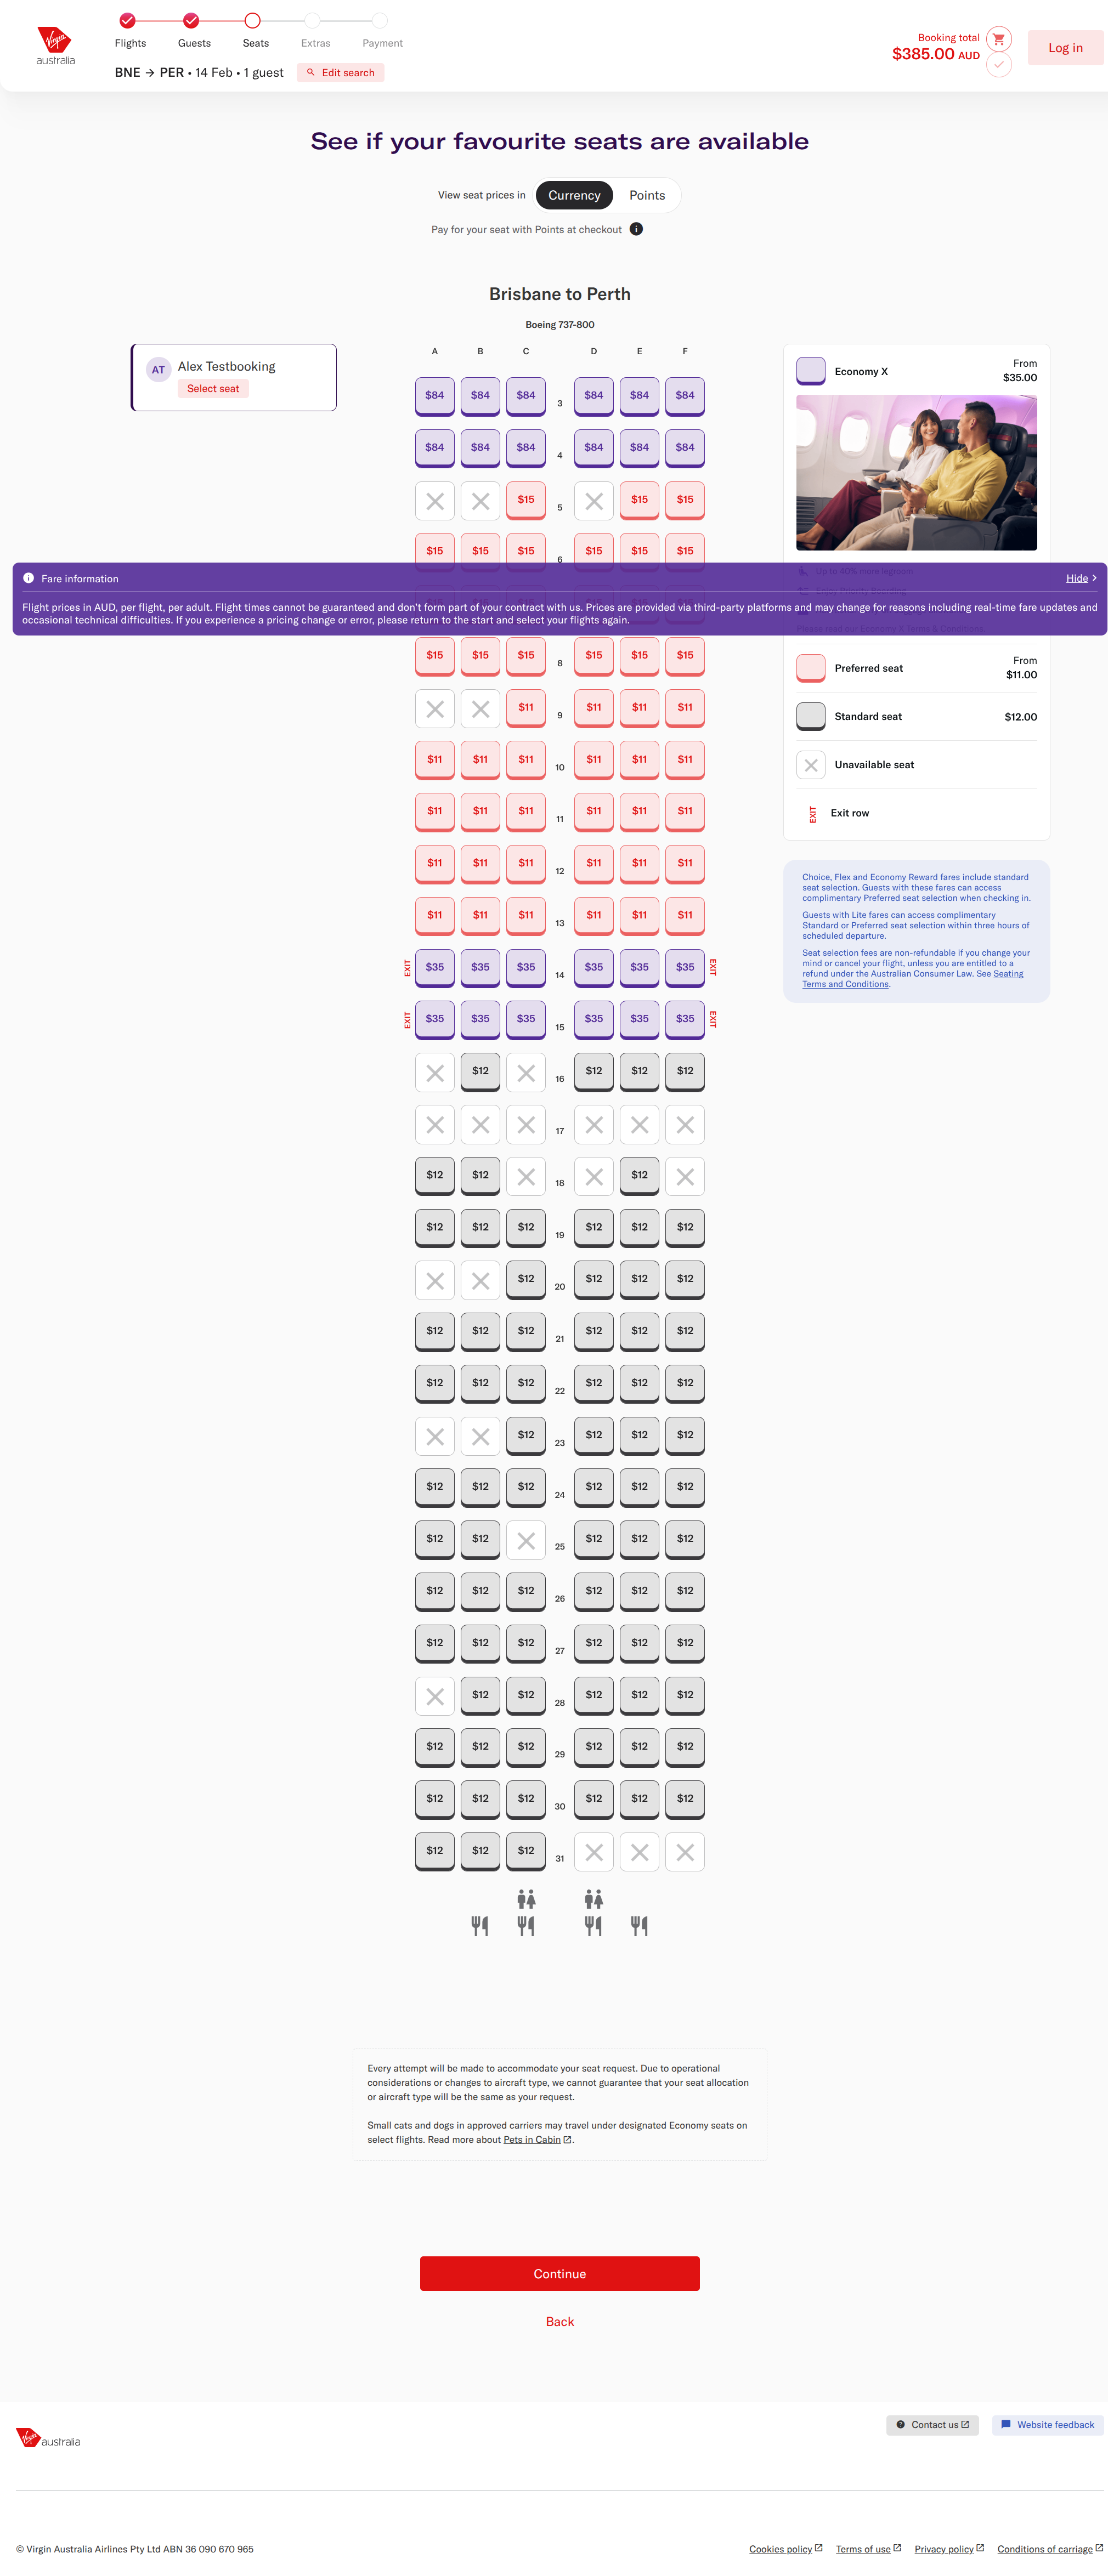 Virgin
australia
Flights
Guests
Seats
Extras
Payment
BNE → PER • 14 Feb • 1 guest
Edit search
Booking total
$385.00 AUD
Log in
See if your favourite seats are available
View seat prices in
Currency
Points
Pay for your seat with Points at checkout
Brisbane to Perth
Boeing 737-800
AT
Alex Testbooking
Select seat
A B C D E F
$84 $84 $84 3 $84 $84 $84
$84 $84 $84 4 $84 $84 $84
$15 5 $15 $15
$15 $15 $15 6 $15 $15 $15
Fare information
Hide
Flight prices in AUD, per flight, per adult. Flight times cannot be guaranteed and don't form part of your contract with us. Prices are provided via third-party platforms and may change for reasons including real-time fare updates and
occasional technical difficulties. If you experience a pricing change or error, please return to the start and select your flights again.
$15 $15 $15 8 $15 $15 $15
$11 9 $11 $11 $11
$11 $11 $11 10 $11 $11 $11
$11 $11 $11 11 $11 $11 $11
$11 $11 $11 12 $11 $11 $11
$11 $11 $11 13 $11 $11 $11
EXIT $35 $35 $35 14 $35 $35 $35 EXIT
EXIT $35 $35 $35 15 $35 $35 $35 EXIT
$12 16 $12 $12 $12
17
$12 $12 18 $12
$12 $12 $12 19 $12 $12 $12
$12 20 $12 $12 $12
$12 $12 $12 21 $12 $12 $12
$12 $12 $12 22 $12 $12 $12
$12 23 $12 $12 $12
$12 $12 $12 24 $12 $12 $12
$12 $12 25 $12 $12 $12
$12 $12 $12 26 $12 $12 $12
$12 $12 $12 27 $12 $12 $12
$12 $12 28 $12 $12 $12
$12 $12 $12 29 $12 $12 $12
$12 $12 $12 30 $12 $12 $12
$12 $12 $12 31
Economy X
From
$35.00
Up to 40% more legroom
Please read our Economy X Terms & Conditions.
Preferred seat
From
$11.00
Standard seat
$12.00
Unavailable seat
EXIT
Exit row
Choice, Flex and Economy Reward fares include standard
seat selection. Guests with these fares can access
complimentary Preferred seat selection when checking in.
Guests with Lite fares can access complimentary
Standard or Preferred seat selection within three hours of
scheduled departure.
Seat selection fees are non-refundable if you change your
mind or cancel your flight, unless you are entitled to a
refund under the Australian Consumer Law. See Seating
Terms and Conditions.
Every attempt will be made to accommodate your seat request. Due to operational
considerations or changes to aircraft type, we cannot guarantee that your seat allocation
or aircraft type will be the same as your request.
Small cats and dogs in approved carriers may travel under designated Economy seats on
select flights. Read more about Pets in Cabin.
Continue
Back
Virgin australia
Contact us
Website feedback
© Virgin Australia Airlines Pty Ltd ABN 36 090 670 965
Cookies policy
Terms of use
Privacy policy
Conditions of carriage